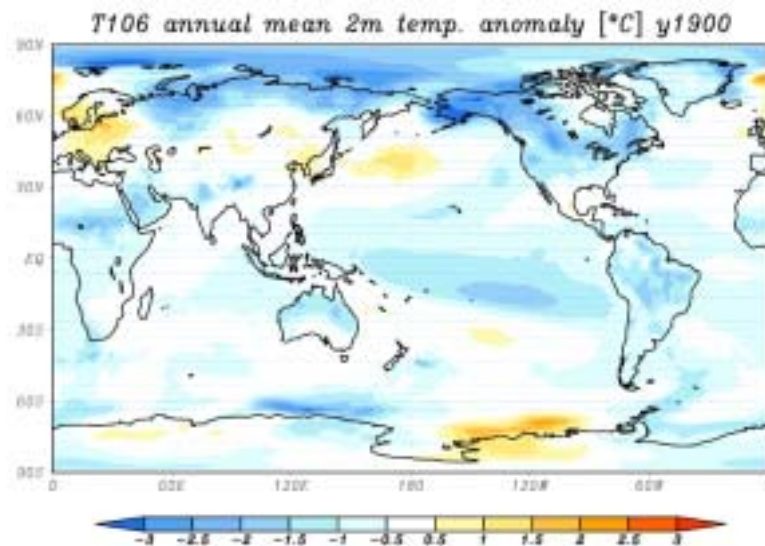 T106 annual mean 2m temp. anomaly [°C] y1900
90N
60N
30N
EQ
30S
60S
90S
0 60E 120E 180 120W 60W
-3 -2.5 -2 -1.5 -1 -0.5 0.5 1 1.5 2 2.5 3